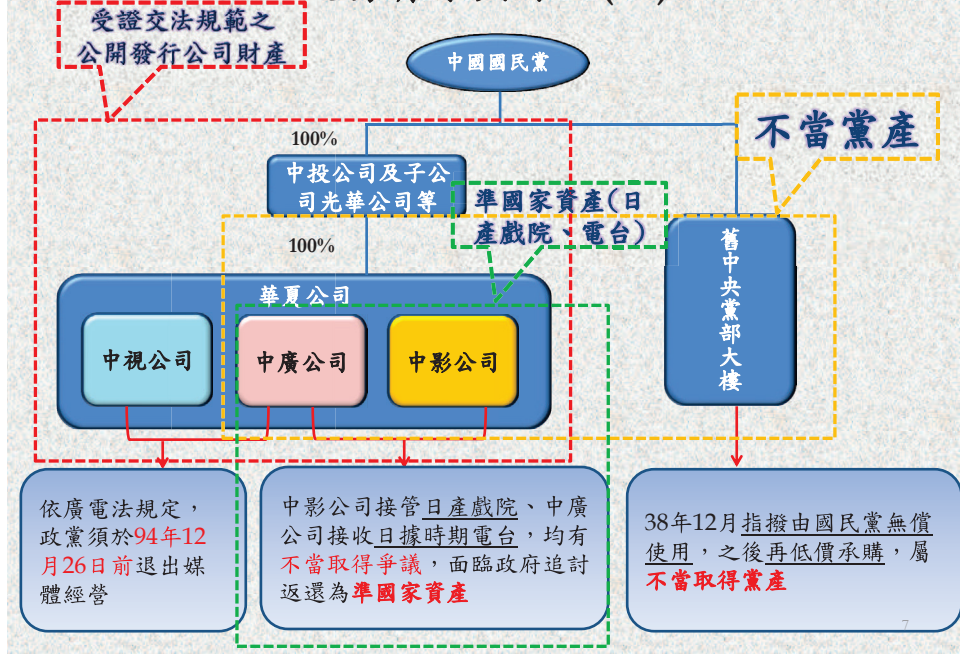 受證交法規範之
公開發行公司財產
中國國民黨
不當黨產
100%
中投公司及子公
司光華公司等
準國家資產(日
產戲院、電台)
100%
舊中央黨部大樓
華夏公司
中視公司
中廣公司
中影公司
依廣電法規定，
政黨須於94年12
月26日前退出媒
體經營
中影公司接管日產戲院、中廣
公司接收日據時期電台，均有
不當取得爭議，面臨政府追討
返還為準國家資產
38年12月指撥由國民黨無償
使用，之後再低價承購，屬
不當取得黨產
7